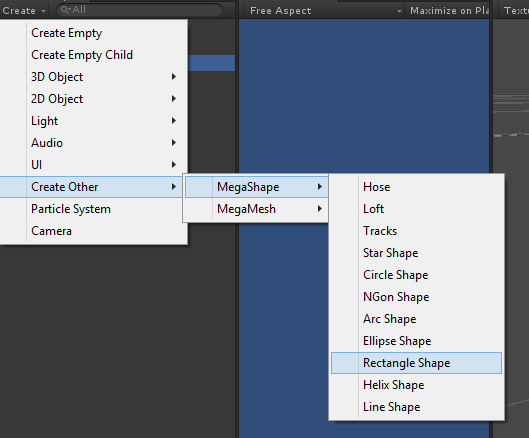 Create
All
Free Aspect
Maximize on Pla
Textu
Create Empty
Create Empty Child
3D Object
2D Object
Light
Audio
UI
Create Other
Particle System
Camera
MegaShape
MegaMesh
Hose
Loft
Tracks
Star Shape
Circle Shape
NGon Shape
Arc Shape
Ellipse Shape
Rectangle Shape
Helix Shape
Line Shape